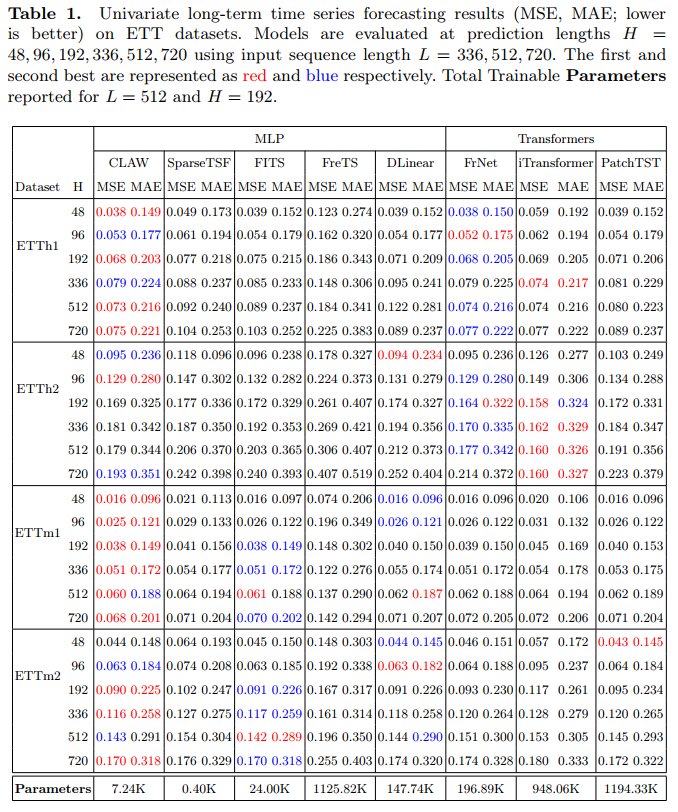 Table 1. Univariate long-term time series forecasting results (MSE, MAE; lower
is better) on ETT datasets. Models are evaluated at prediction lengths H =
48, 96, 192, 336, 512, 720 using input sequence length L = 336, 512, 720. The first and
second best are represented as red and blue respectively. Total Trainable Parameters
reported for L = 512 and H = 192.
MLP Transformers
CLAW SparseTSF FITS FreTS DLinear FrNet iTransformer PatchTST
Dataset H MSE MAE MSE MAE MSE MAE MSE MAE MSE MAE MSE MAE MSE MAE MSE MAE
48 0.038 0.149 0.049 0.173 0.039 0.152 0.123 0.274 0.039 0.152 0.038 0.150 0.059 0.192 0.039 0.152
96 0.053 0.177 0.061 0.194 0.054 0.179 0.162 0.320 0.054 0.177 0.052 0.175 0.062 0.194 0.054 0.179
ETTh1
192 0.068 0.203 0.077 0.218 0.075 0.215 0.186 0.343 0.071 0.209 0.068 0.205 0.069 0.205 0.071 0.206
336 0.079 0.224 0.088 0.237 0.085 0.233 0.148 0.306 0.095 0.241 0.079 0.225 0.074 0.217 0.081 0.229
512 0.073 0.216 0.092 0.240 0.089 0.237 0.184 0.341 0.122 0.281 0.074 0.216 0.074 0.216 0.080 0.223
720 0.075 0.221 0.104 0.253 0.103 0.252 0.225 0.383 0.089 0.237 0.077 0.222 0.077 0.222 0.089 0.237
48 0.095 0.236 0.118 0.096 0.096 0.238 0.178 0.327 0.094 0.234 0.095 0.236 0.126 0.277 0.103 0.249
96 0.129 0.280 0.147 0.302 0.132 0.282 0.224 0.373 0.131 0.279 0.129 0.280 0.149 0.306 0.134 0.288
ETTh2
192 0.169 0.325 0.177 0.336 0.172 0.329 0.261 0.407 0.174 0.327 0.164 0.322 0.158 0.324 0.172 0.331
336 0.181 0.342 0.187 0.350 0.192 0.353 0.269 0.421 0.194 0.356 0.170 0.335 0.162 0.329 0.184 0.347
512 0.179 0.344 0.206 0.370 0.203 0.365 0.306 0.407 0.212 0.373 0.177 0.342 0.160 0.326 0.191 0.356
720 0.193 0.351 0.242 0.398 0.240 0.393 0.407 0.519 0.252 0.404 0.214 0.372 0.160 0.327 0.223 0.379
48 0.016 0.096 0.021 0.113 0.016 0.097 0.074 0.206 0.016 0.096 0.016 0.096 0.020 0.106 0.016 0.096
96 0.025 0.121 0.029 0.133 0.026 0.122 0.196 0.349 0.026 0.121 0.026 0.122 0.031 0.132 0.026 0.122
ETTm1
192 0.038 0.149 0.041 0.156 0.038 0.149 0.148 0.302 0.040 0.150 0.039 0.150 0.045 0.169 0.040 0.153
336 0.051 0.172 0.054 0.177 0.051 0.172 0.122 0.276 0.055 0.174 0.051 0.172 0.054 0.178 0.053 0.175
512 0.060 0.188 0.064 0.194 0.061 0.188 0.137 0.290 0.062 0.187 0.062 0.188 0.064 0.194 0.062 0.189
720 0.068 0.201 0.071 0.204 0.070 0.202 0.142 0.294 0.071 0.207 0.072 0.205 0.072 0.206 0.071 0.204
48 0.044 0.148 0.064 0.193 0.045 0.150 0.148 0.303 0.044 0.145 0.046 0.151 0.057 0.172 0.043 0.145
96 0.063 0.184 0.074 0.208 0.063 0.185 0.192 0.338 0.063 0.182 0.064 0.188 0.095 0.237 0.064 0.184
ETTm2
192 0.090 0.225 0.102 0.247 0.091 0.226 0.167 0.317 0.091 0.226 0.093 0.230 0.117 0.261 0.095 0.234
336 0.116 0.258 0.127 0.275 0.117 0.259 0.161 0.314 0.118 0.258 0.120 0.264 0.128 0.279 0.120 0.265
512 0.143 0.291 0.154 0.304 0.142 0.289 0.196 0.350 0.144 0.290 0.151 0.300 0.153 0.305 0.145 0.293
720 0.170 0.318 0.176 0.329 0.170 0.318 0.255 0.403 0.174 0.320 0.174 0.328 0.180 0.333 0.172 0.322
Parameters 7.24K 0.40K 24.00K 1125.82K 147.74K 196.89K 948.06K 1194.33K